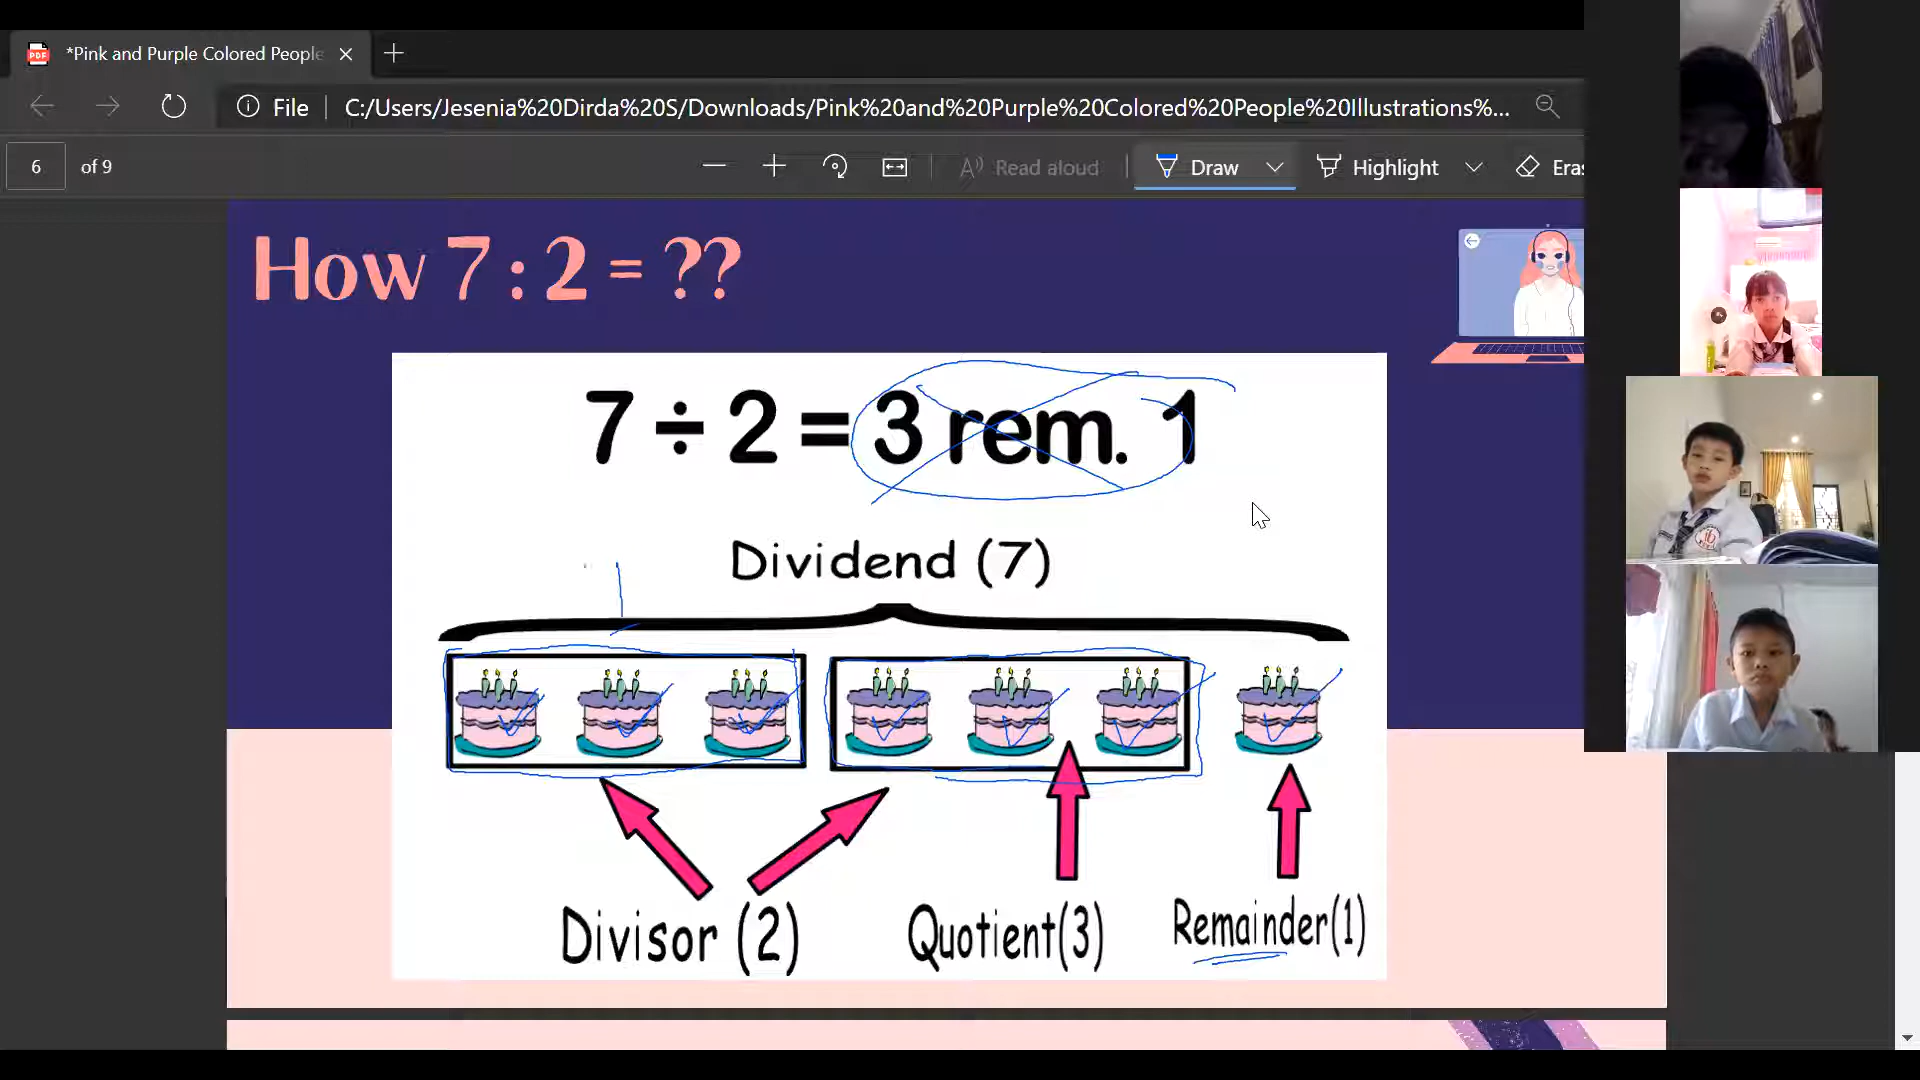 *Pink and Purple Colored People
File
C:/Users/Jesenia%20Dirda%20S/Downloads/Pink%20and%20Purple%20Colored%20People%20Illustrations%...
6 of 9
Read aloud
Draw
Highlight
Eras
How 7 : 2 = ??
7 ÷ 2 = 3 rem. 1
Dividend (7)
Divisor (2)
Quotient(3)
Remainder(1)